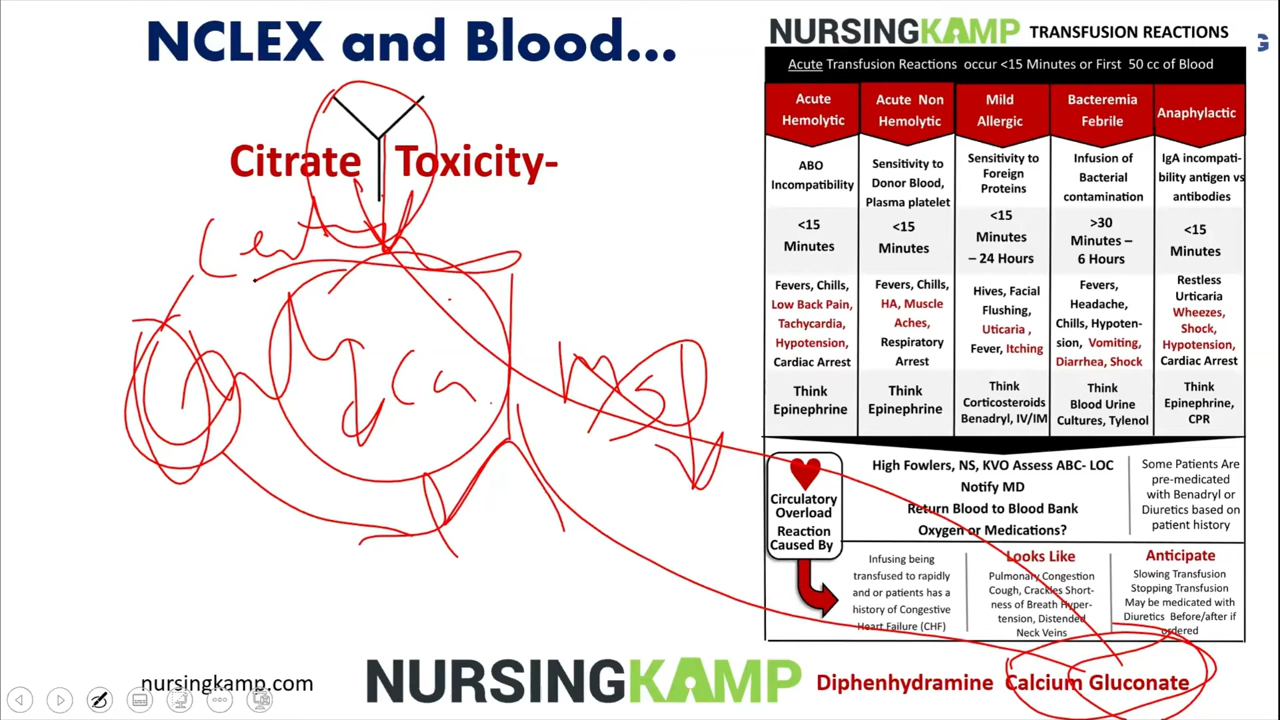 NCLEX and Blood...
Citrate Toxicity-
Ca
NURSINGKAMP TRANSFUSION REACTIONS
Acute Transfusion Reactions occur <15 Minutes or First 50 cc of Blood
Acute
Hemolytic
Acute Non
Hemolytic
Mild
Allergic
Bacteremia
Febrile
Anaphylactic
ABO
Incompatibility
Sensitivity to
Donor Blood,
Plasma platelet
Sensitivity to
Foreign
Proteins
Infusion of
Bacterial
contamination
IgA incompati-
bility antigen vs
antibodies
<15
Minutes
<15
Minutes
<15
Minutes
– 24 Hours
>30
Minutes –
6 Hours
<15
Minutes
Fevers, Chills,
Low Back Pain,
Tachycardia,
Hypotension,
Cardiac Arrest
Fevers, Chills,
HA, Muscle
Aches,
Respiratory
Arrest
Hives, Facial
Flushing,
Uticaria ,
Fever, Itching
Fevers,
Headache,
Chills, Hypoten-
sion, Vomiting,
Diarrhea, Shock
Restless
Urticaria
Wheezes,
Shock,
Hypotension,
Cardiac Arrest
Think
Epinephrine
Think
Epinephrine
Think
Corticosteroids
Benadryl, IV/IM
Think
Blood Urine
Cultures, Tylenol
Think
Epinephrine,
CPR
Circulatory
Overload
Reaction
Caused By
High Fowlers, NS, KVO Assess ABC- LOC
Notify MD
Return Blood to Blood Bank
Oxygen or Medications?
Some Patients are
pre-medicated
with Benadryl or
Diuretics based on
patient history
Infusing being
transfused to rapidly
and or patients has a
history of Congestive
Heart Failure (CHF)
Looks Like
Pulmonary Congestion
Cough, Crackles Short-
ness of Breath Hyper-
tension, Distended
Neck Veins
Anticipate
Slowing Transfusion
Stopping Transfusion
May be medicated with
Diuretics Before/after if
ordered
nursingkamp.com
NURSINGKAMP
Diphenhydramine Calcium Gluconate